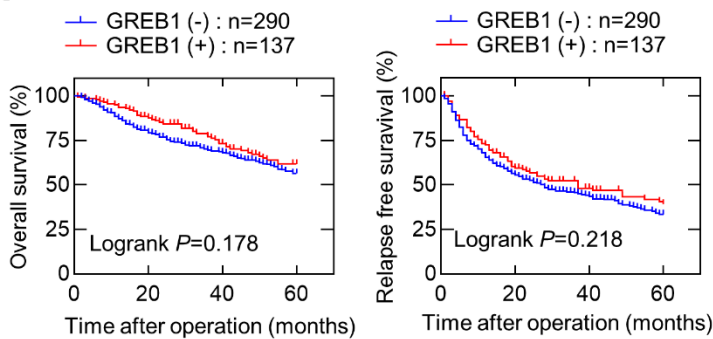 GREB1 (-) : n=290
GREB1 (+) : n=137
Overall survival (%)
100
75
50
25
0
Logrank P=0.178
0 20 40 60
Time after operation (months)
GREB1 (-) : n=290
GREB1 (+) : n=137
Relapse free suravival (%)
100
75
50
25
0
Logrank P=0.218
0 20 40 60
Time after operation (months)